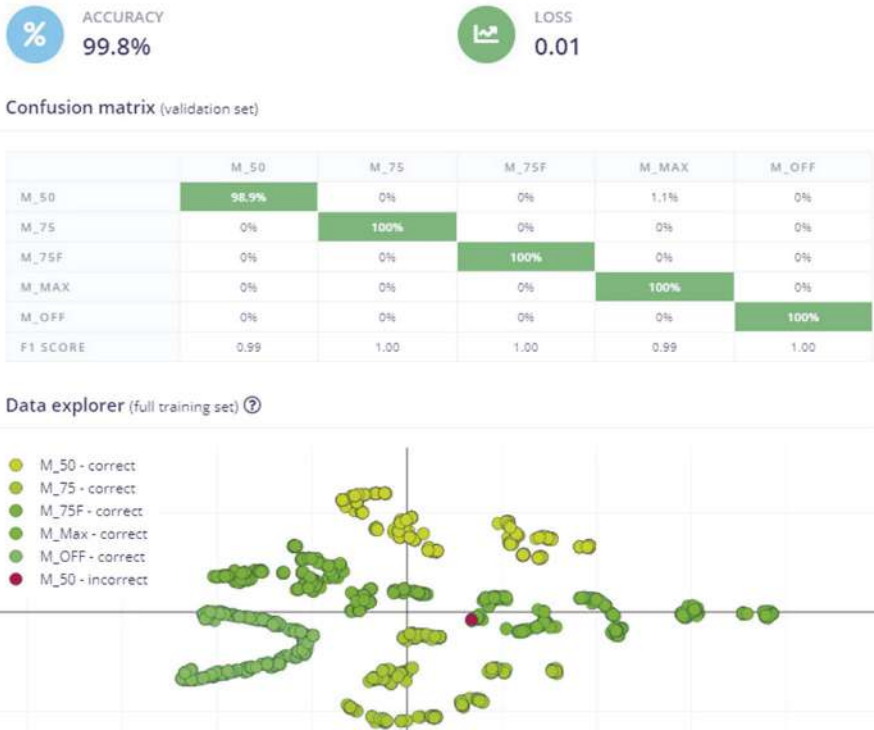 ACCURACY
99.8%
LOSS
0.01
Confusion matrix (validation set)
M_50 M_75 M_75F M_MAX M_OFF
M_50 98.9% 0% 0% 1.1% 0%
M_75 0% 100% 0% 0% 0%
M_75F 0% 0% 100% 0% 0%
M_MAX 0% 0% 0% 100% 0%
M_OFF 0% 0% 0% 0% 100%
F1 SCORE 0.99 1.00 1.00 0.99 1.00
Data explorer (full training set) ?
M_50 - correct
M_75 - correct
M_75F - correct
M_Max - correct
M_OFF - correct
M_50 - incorrect